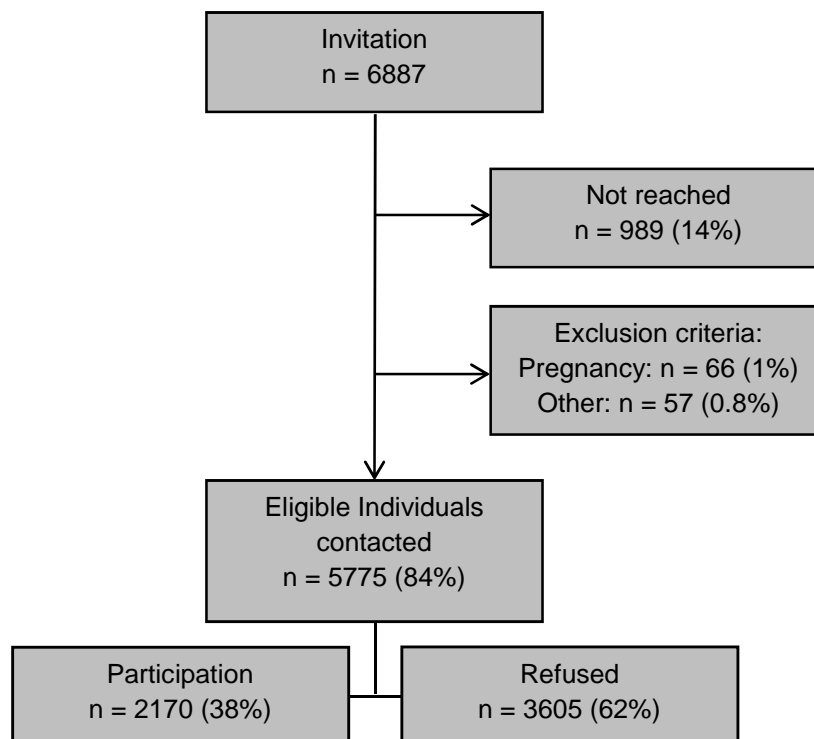 Invitation
n = 6887
Not reached
n = 989 (14%)
Exclusion criteria:
Pregnancy: n = 66 (1%)
Other: n = 57 (0.8%)
Eligible Individuals
contacted
n = 5775 (84%)
Participation
n = 2170 (38%)
Refused
n = 3605 (62%)